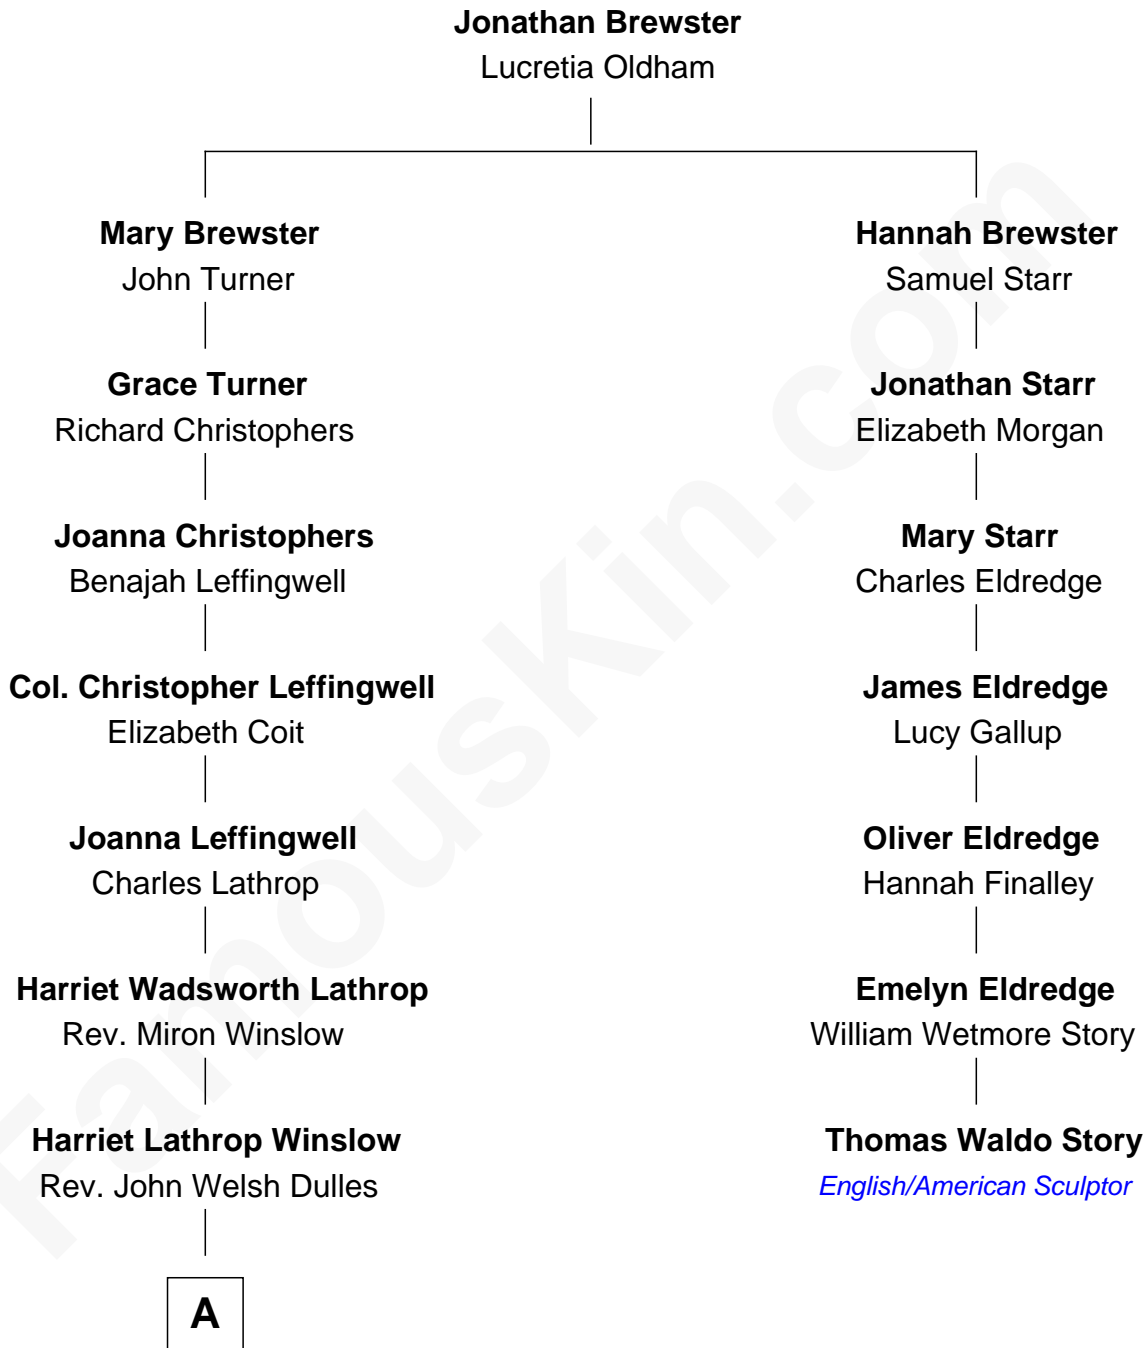 Jonathan Brewster
Lucretia Oldham
Mary Brewster
John Turner
Hannah Brewster
Samuel Starr
Grace Turner
Richard Christophers
Jonathan Starr
Elizabeth Morgan
Joanna Christophers
Benajah Leffingwell
Mary Starr
Charles Eldredge
Col. Christopher Leffingwell
Elizabeth Coit
James Eldredge
Lucy Gallup
Joanna Leffingwell
Charles Lathrop
Oliver Eldredge
Hannah Finalley
Harriet Wadsworth Lathrop
Rev. Miron Winslow
Emelyn Eldredge
William Wetmore Story
Harriet Lathrop Winslow
Rev. John Welsh Dulles
Thomas Waldo Story
English/American Sculptor
A
FamousKin.com